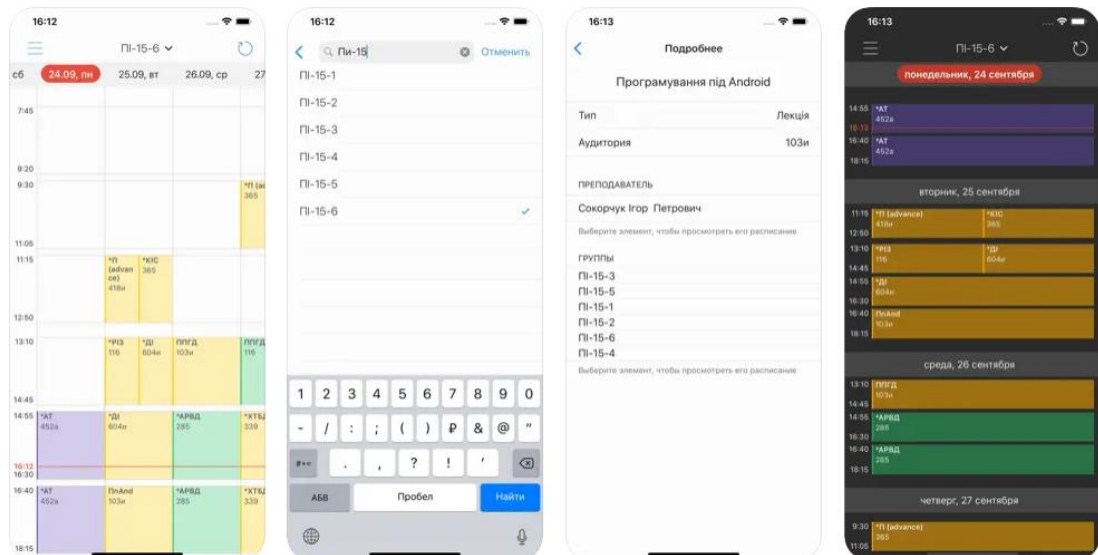 16:12
ПІ-15-6
сб 24.09, пн 25.09, вт 26.09, ср 27
7:45
9:20
9:30
*П (ad
365
11:05
11:15
*П (advance) *КІС
418и 365
12:50
13:10
*РІЗ *ДІ ППГД ППГД
116 604и 103и 116
14:45
14:55
*АТ *ДІ *АРВД *ХТБД
452а 604и 285 339
16:12
16:30
16:40
*АТ ПпAnd *АРВД *ХТБД
452а 103и 285 339
18:15
16:12
Пи-15
Отменить
ПІ-15-1
ПІ-15-2
ПІ-15-3
ПІ-15-4
ПІ-15-5
ПІ-15-6
1 2 3 4 5 6 7 8 9 0
- / : ; ( ) ₽ & @ "
#+= . , ? ! '
АБВ Пробел Найти
16:13
Подробнее
Програмування під Android
Тип Лекція
Аудитория 103и
ПРЕПОДАВАТЕЛЬ
Сокорчук Ігор Петрович
Выберите элемент, чтобы просмотреть его расписание
ГРУППЫ
ПІ-15-3
ПІ-15-5
ПІ-15-1
ПІ-15-2
ПІ-15-6
ПІ-15-4
Выберите элемент, чтобы просмотреть его расписание
16:13
ПІ-15-6
понедельник, 24 сентября
14:55 *АТ
452а
16:13
16:40 *АТ
452а
18:15
вторник, 25 сентября
11:15 *П (advance) *КІС
418и 365
12:50
13:10 *РІЗ *ДІ
116 604и
14:45
14:55 *ДІ
604и
16:30
16:40 ПпAnd
103и
18:15
среда, 26 сентября
13:10 ППГД
103и
14:45
14:55 *АРВД
285
16:30
16:40 *АРВД
285
18:15
четверг, 27 сентября
9:30 *П (advance)
365
11:05